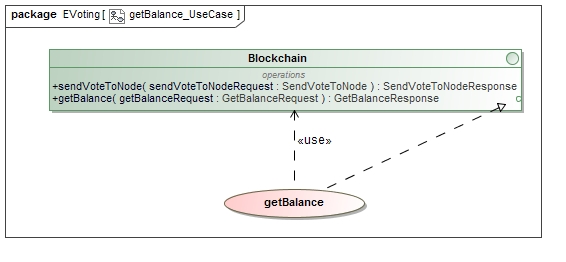 package EVoting [ getBalance_UseCase ]
Blockchain
operations
+sendVoteToNode( sendVoteToNodeRequest : SendVoteToNode ) : SendVoteToNodeResponse
+getBalance( getBalanceRequest : GetBalanceRequest ) : GetBalanceResponse
«use»
getBalance